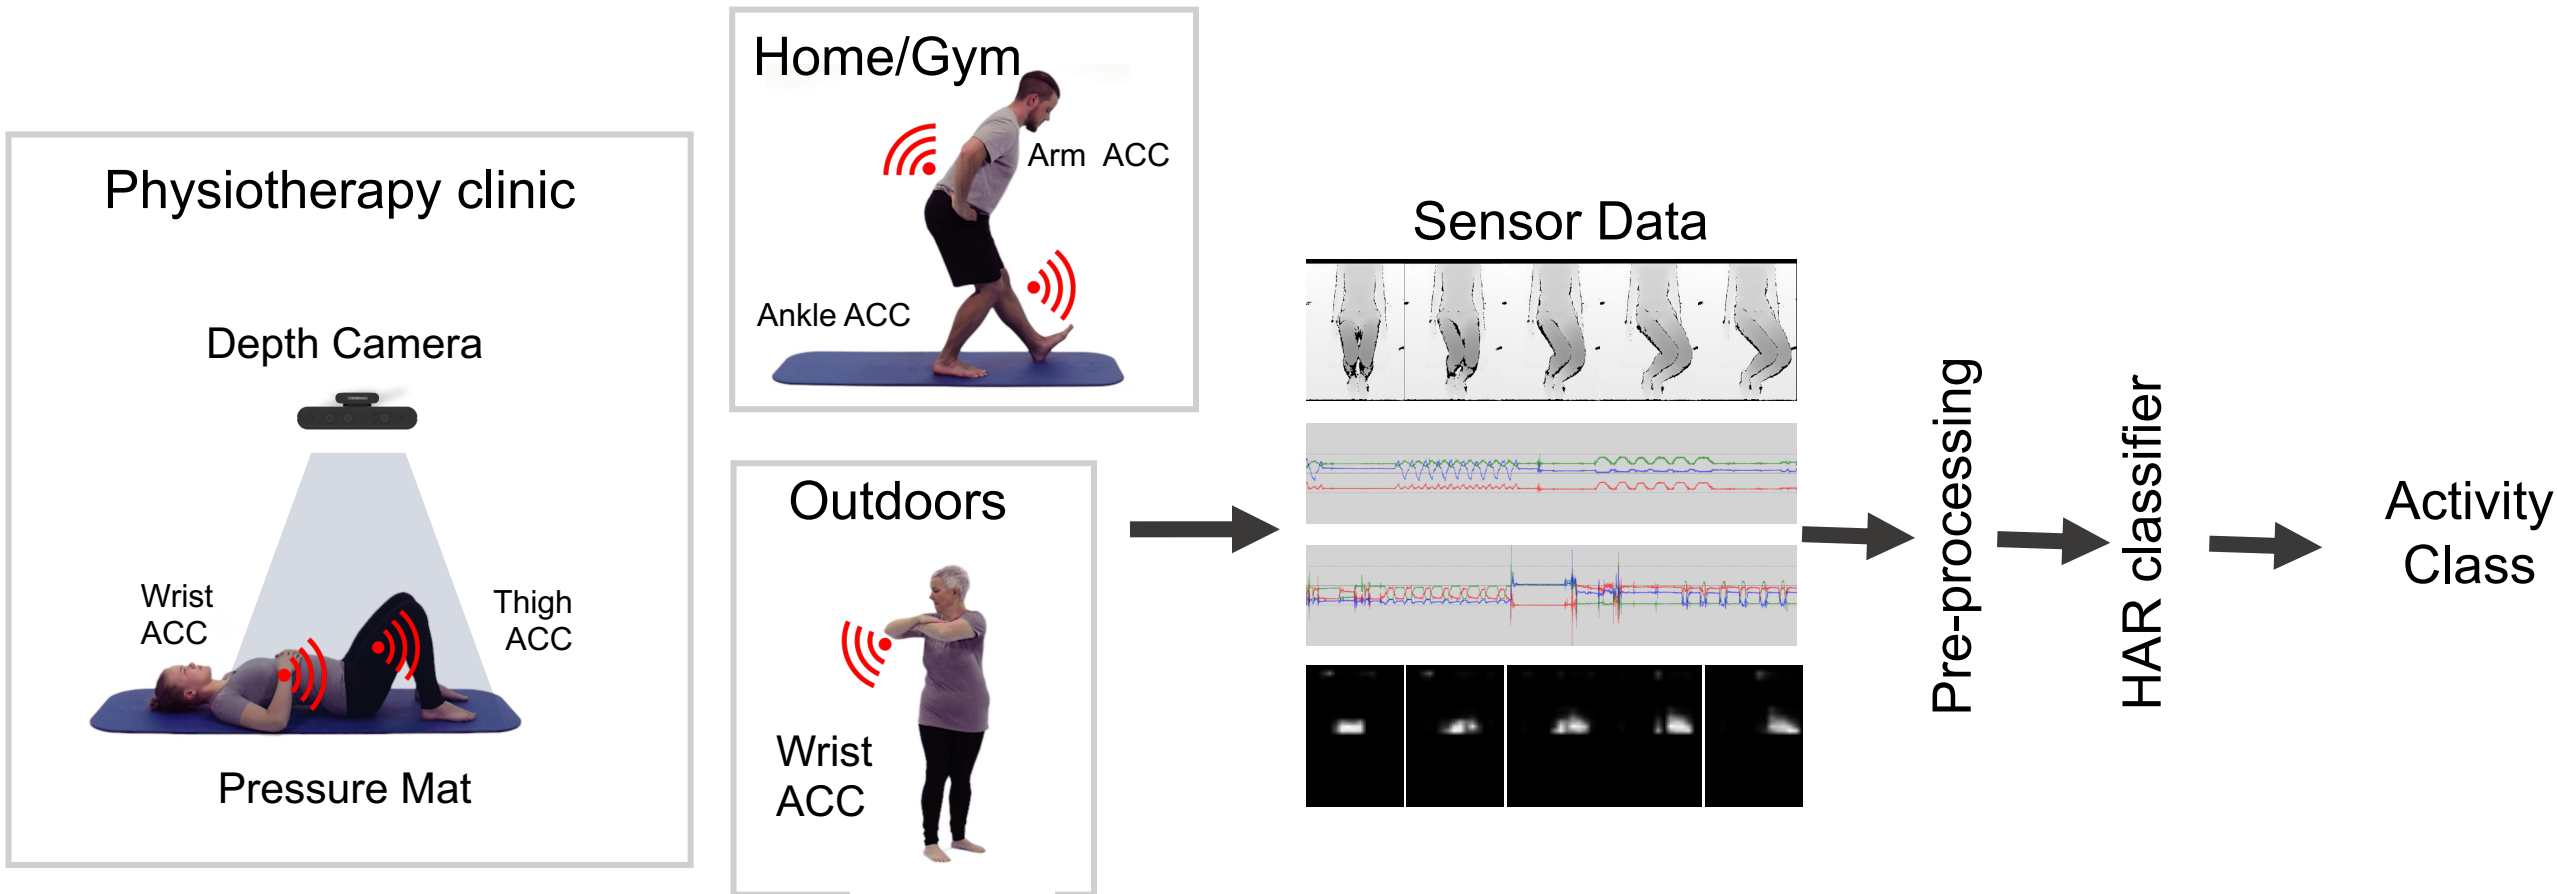 Physiotherapy clinic
Depth Camera
Wrist
ACC
Thigh
ACC
Pressure Mat
Home/Gym
Arm ACC
Ankle ACC
Outdoors
Wrist
ACC
Sensor Data
Pre-processing
HAR classifier
Activity
Class